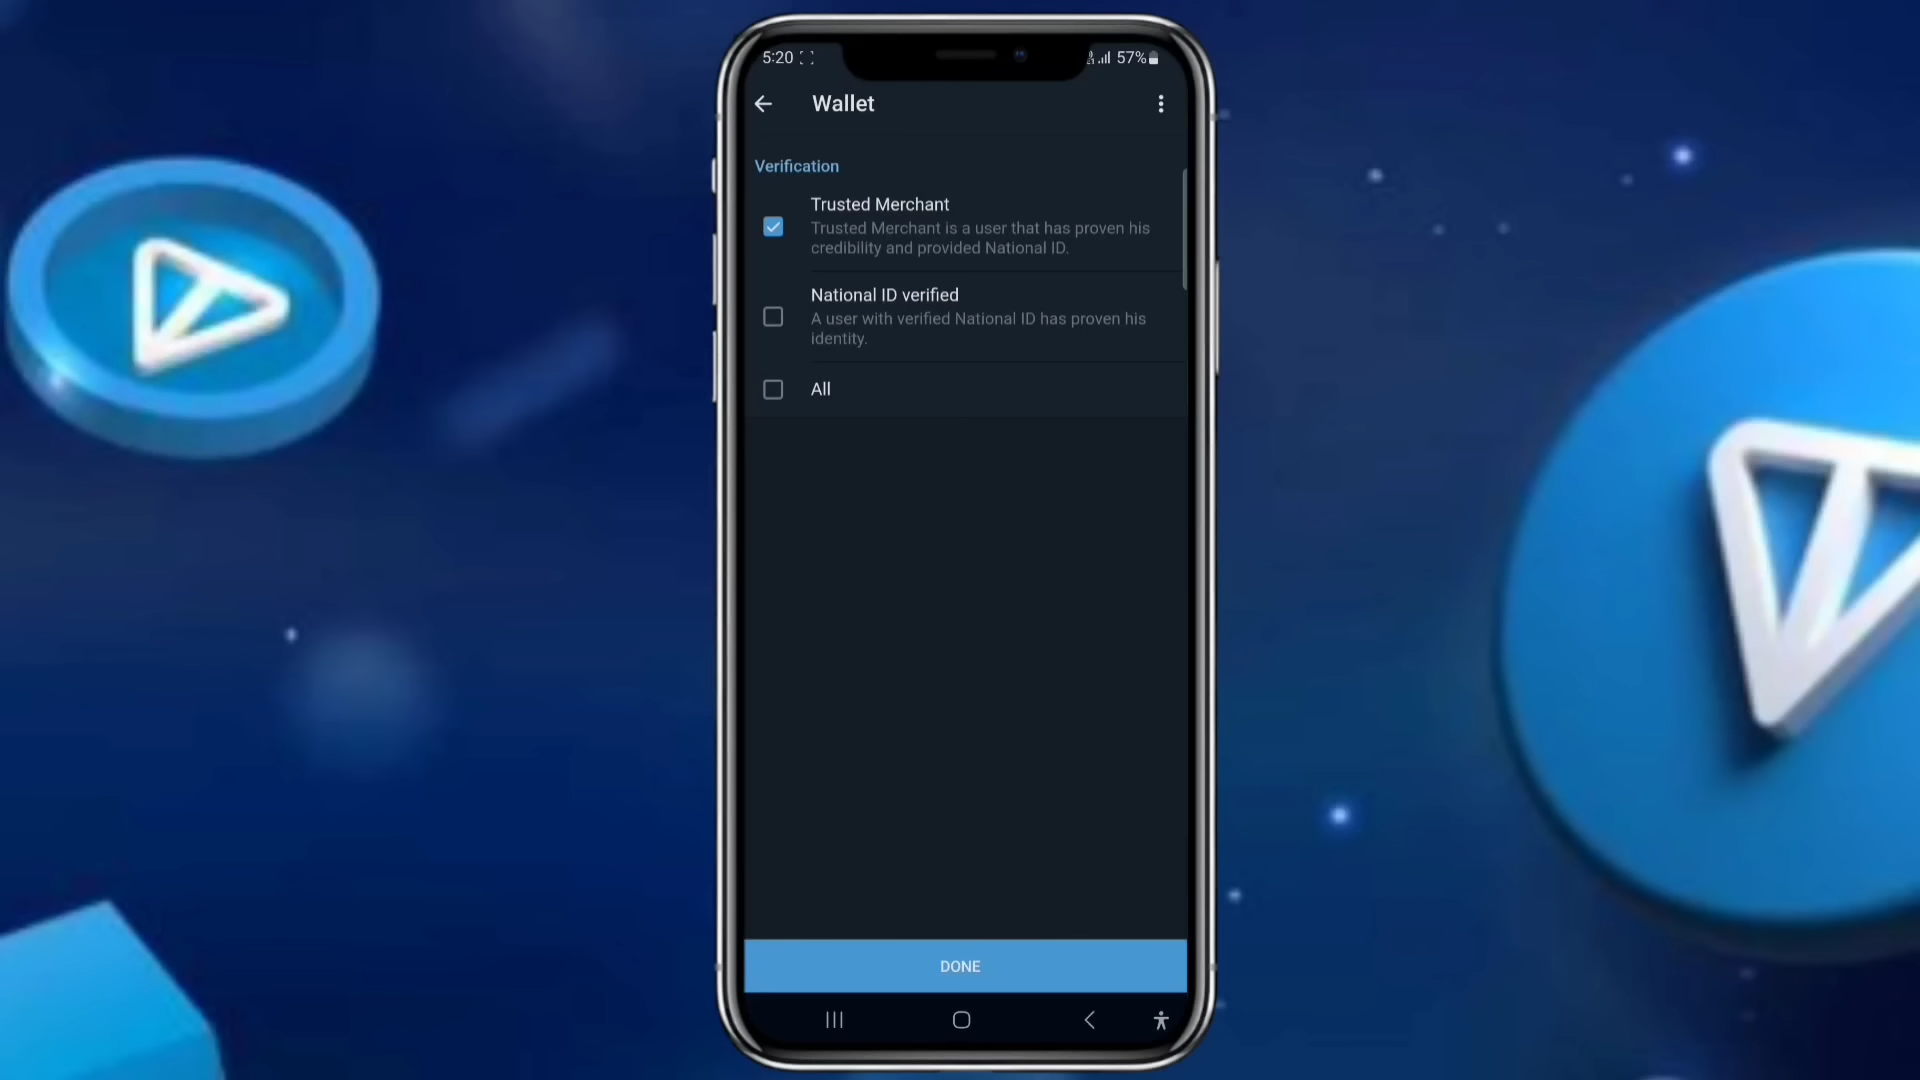 5:20 57%
Wallet
Verification
Trusted Merchant
Trusted Merchant is a user that has proven his
credibility and provided National ID.
National ID verified
A user with verified National ID has proven his
identity.
All
DONE